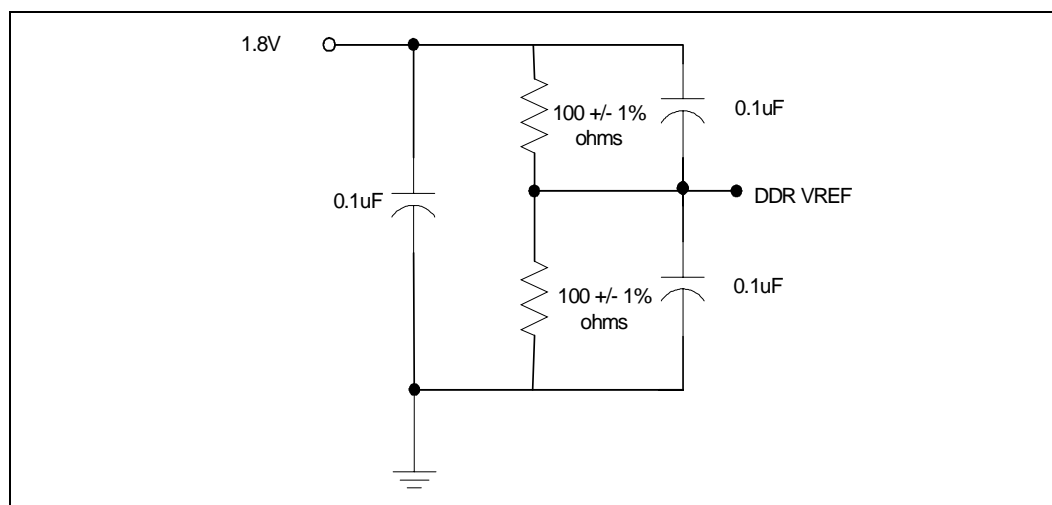 1.8V
100 +/- 1%
ohms
0.1uF
0.1uF
DDR VREF
100 +/- 1%
ohms
0.1uF